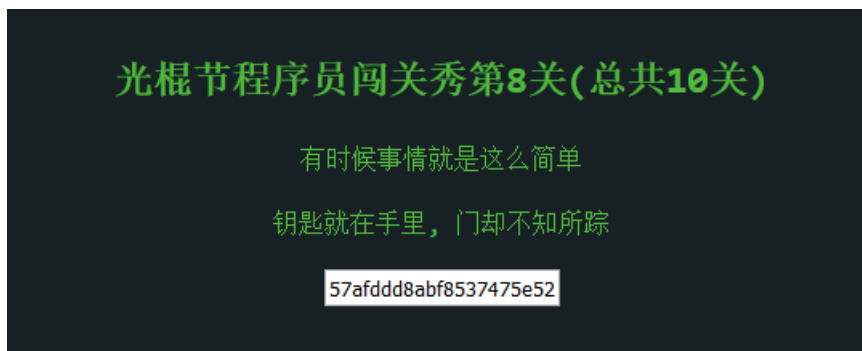 光棍节程序员闯关秀第8关(总共10关)
有时候事情就是这么简单
钥匙就在手里, 门却不知所踪
57afddd8abf8537475e52